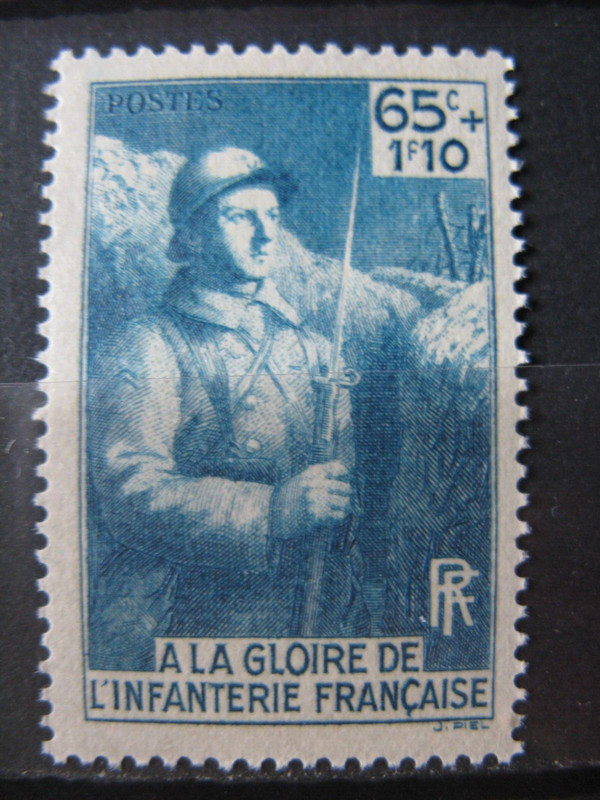 POSTES
65c+
1F10
RF
A LA GLOIRE DE
L'INFANTERIE FRANÇAISE
J. PIEL